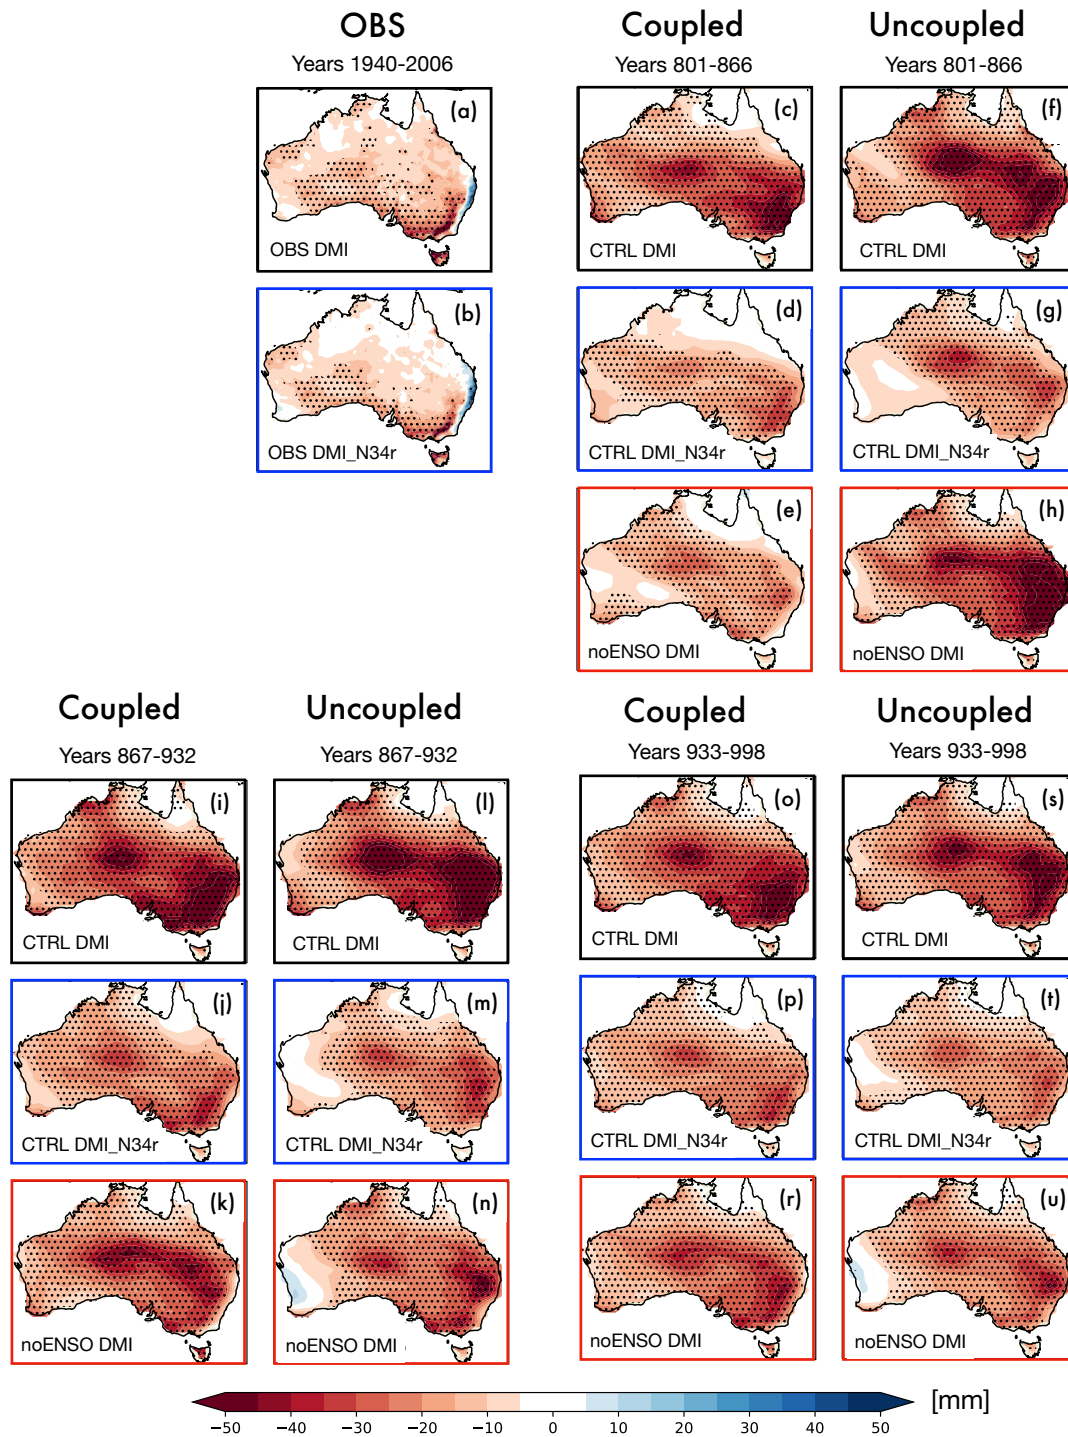 OBS
Years 1940-2006
Coupled
Uncoupled
Years 801-866
Years 801-866
(a)
OBS DMI
(c)
CTRL DMI
(f)
CTRL DMI
(b)
OBS DMI_N34r
(d)
CTRL DMI_N34r
(g)
CTRL DMI_N34r
(e)
noENSO DMI
(h)
noENSO DMI
Coupled
Uncoupled
Coupled
Uncoupled
Years 867-932
Years 867-932
Years 933-998
Years 933-998
(i)
CTRL DMI
(l)
CTRL DMI
(o)
CTRL DMI
(s)
CTRL DMI
(j)
CTRL DMI_N34r
(m)
CTRL DMI_N34r
(p)
CTRL DMI_N34r
(t)
CTRL DMI_N34r
(k)
noENSO DMI
(n)
noENSO DMI
(r)
noENSO DMI
(u)
noENSO DMI
−50 −40 −30 −20 −10 0 10 20 30 40 50
[mm]